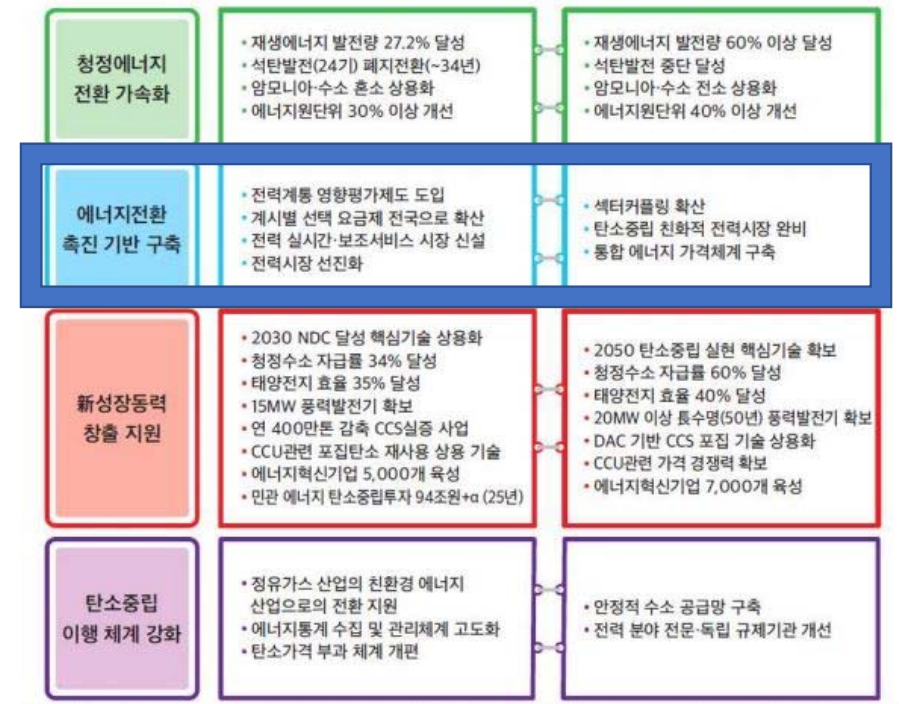 청정에너지
전환 가속화
• 재생에너지 발전량 27.2% 달성
• 석탄발전(24기) 폐지전환(~34년)
• 암모니아·수소 혼소 상용화
• 에너지원단위 30% 이상 개선
• 재생에너지 발전량 60% 이상 달성
• 석탄발전 중단 달성
• 암모니아·수소 전소 상용화
• 에너지원단위 40% 이상 개선
에너지전환
촉진 기반 구축
• 전력계통 영향평가제도 도입
• 계시별 선택 요금제 전국으로 확산
• 전력 실시간·보조서비스 시장 신설
• 전력시장 선진화
• 섹터커플링 확산
• 탄소중립 친화적 전력시장 완비
• 통합 에너지 가격체계 구축
新성장동력
창출 지원
• 2030 NDC 달성 핵심기술 상용화
• 청정수소 자급률 34% 달성
• 태양전지 효율 35% 달성
• 15MW 풍력발전기 확보
• 연 400만톤 감축 CCS실증 사업
• CCU관련 포집탄소 재사용 상용 기술
• 에너지혁신기업 5,000개 육성
• 민관 에너지 탄소중립투자 94조원+α (25년)
• 2050 탄소중립 실현 핵심기술 확보
• 청정수소 자급률 60% 달성
• 태양전지 효율 40% 달성
• 20MW 이상 長수명(50년) 풍력발전기 확보
• DAC 기반 CCS 포집 기술 상용화
• CCU관련 가격 경쟁력 확보
• 에너지혁신기업 7,000개 육성
탄소중립
이행 체계 강화
• 정유가스 산업의 친환경 에너지
산업으로의 전환 지원
• 에너지통계 수집 및 관리체계 고도화
• 탄소가격 부과 체계 개편
• 안정적 수소 공급망 구축
• 전력 분야 전문·독립 규제기관 개선